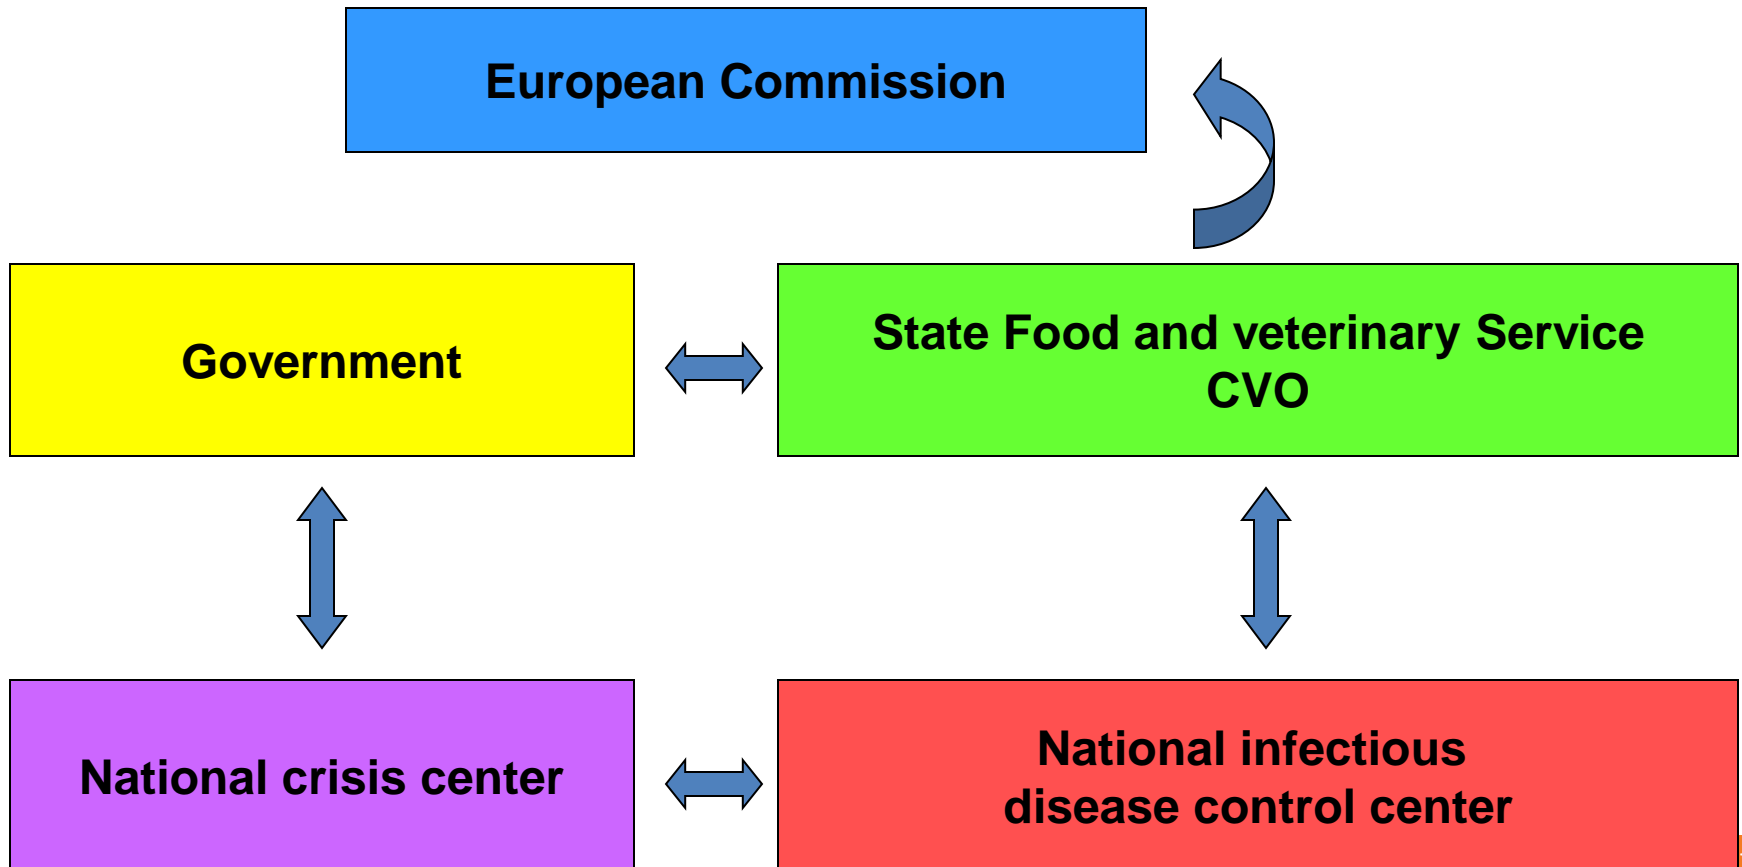 European Commission
Government
State Food and veterinary Service
CVO
National crisis center
National infectious
disease control center